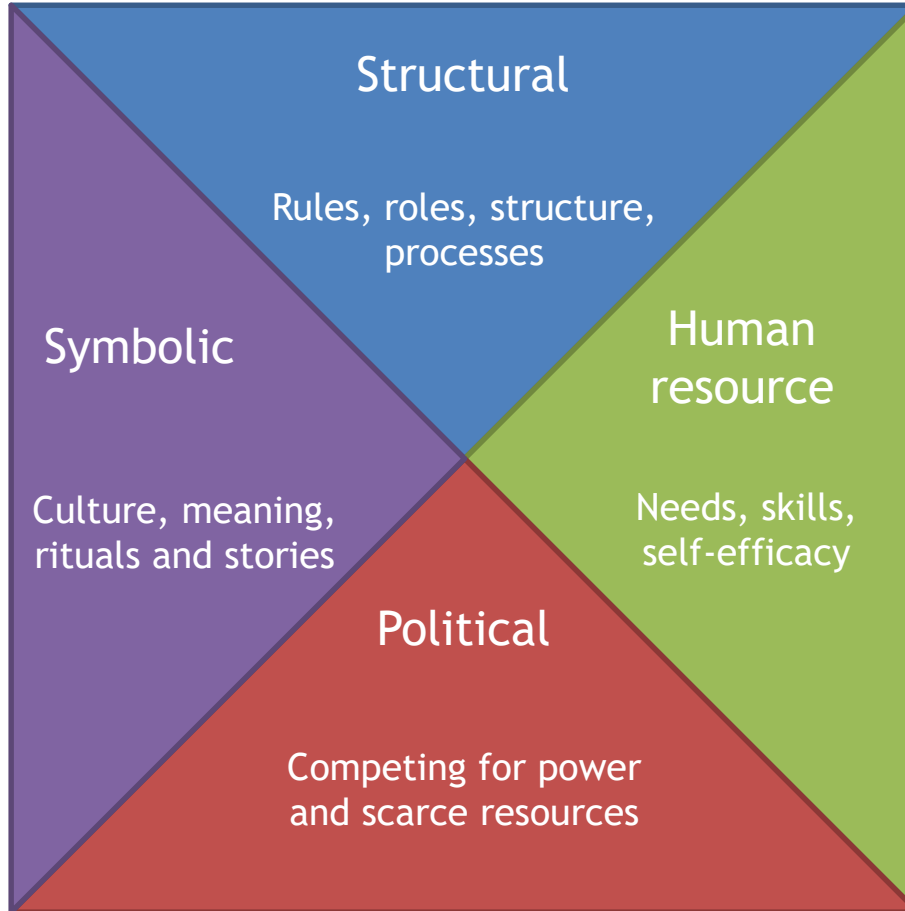 Structural
Rules, roles, structure,
processes
Symbolic
Culture, meaning,
rituals and stories
Human
resource
Needs, skills,
self-efficacy
Political
Competing for power
and scarce resources